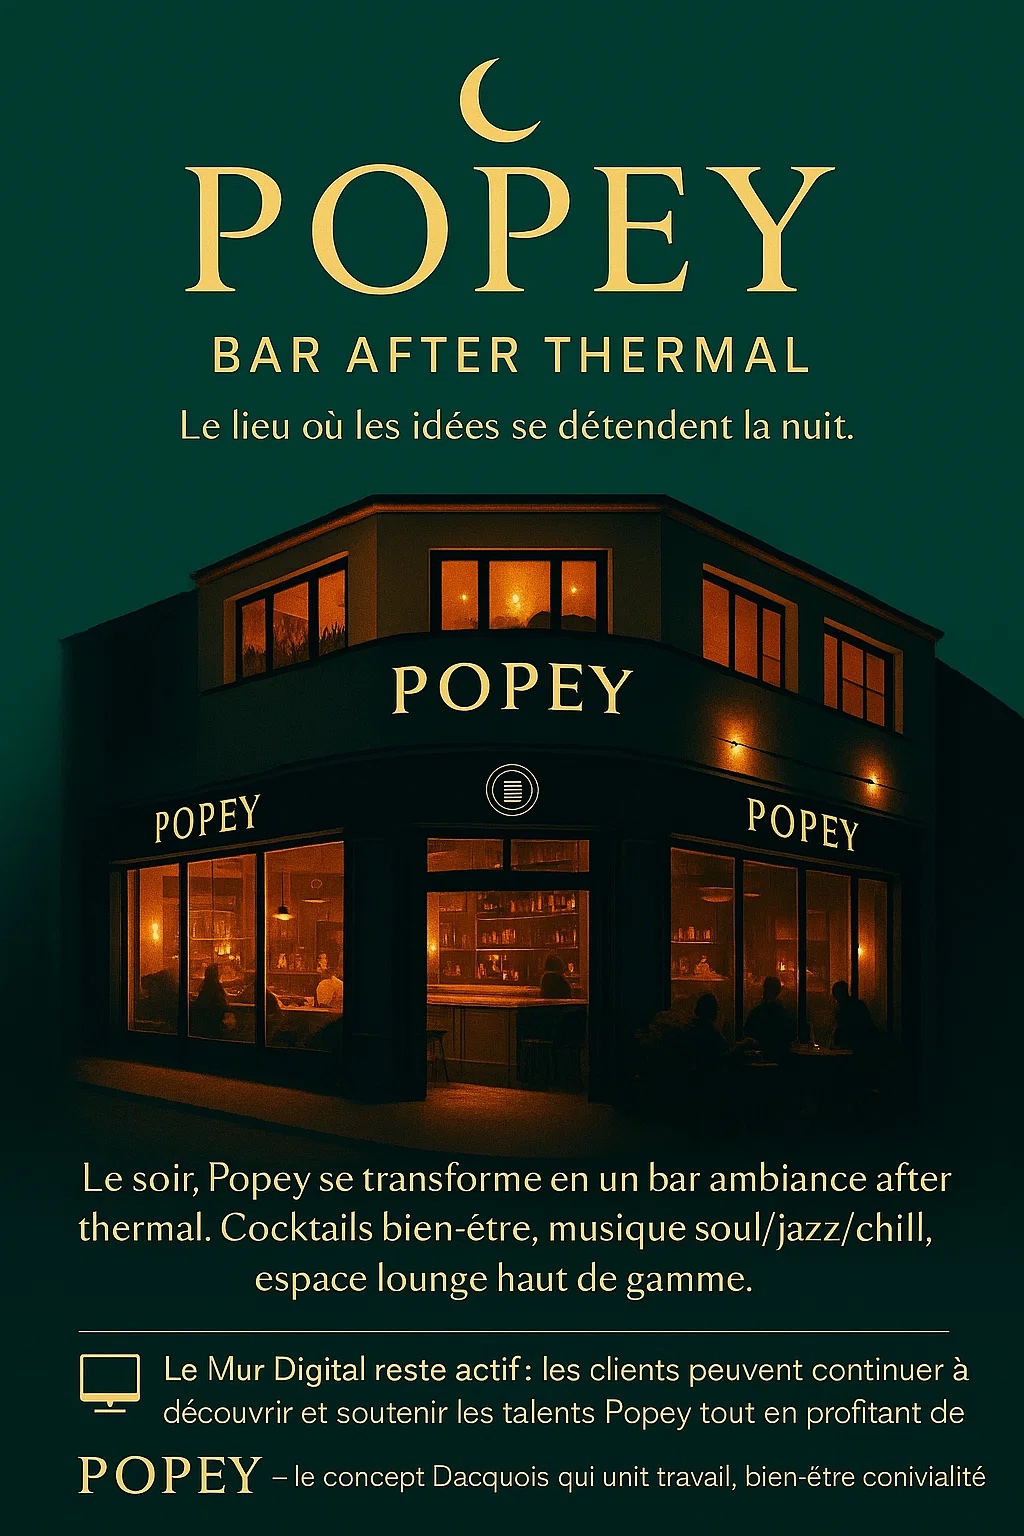 POPEY
BAR AFTER THERMAL
Le lieu où les idées se détendent la nuit.
POPEY
POPEY
POPEY
Le soir, Popey se transforme en un bar ambiance after
thermal. Cocktails bien-étre, musique soul/jazz/chill,
espace lounge haut de gamme.
Le Mur Digital reste actif : les clients peuvent continuer à
découvrir et soutenir les talents Popey tout en profitant de
POPEY – le concept Dacquois qui unit travail, bien-être conivialité